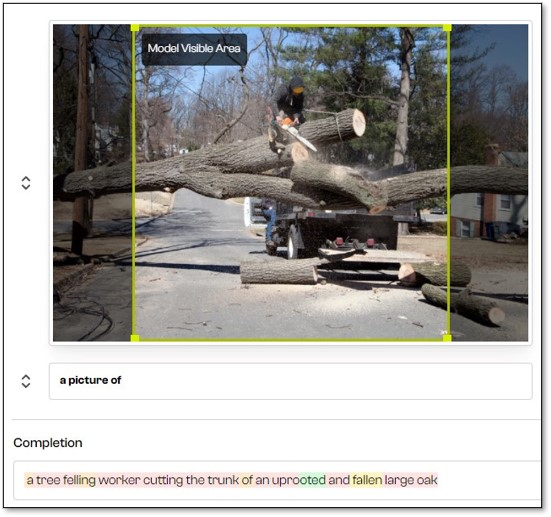 Model Visible Area
a picture of
Completion
a tree felling worker cutting the trunk of an uprooted and fallen large oak